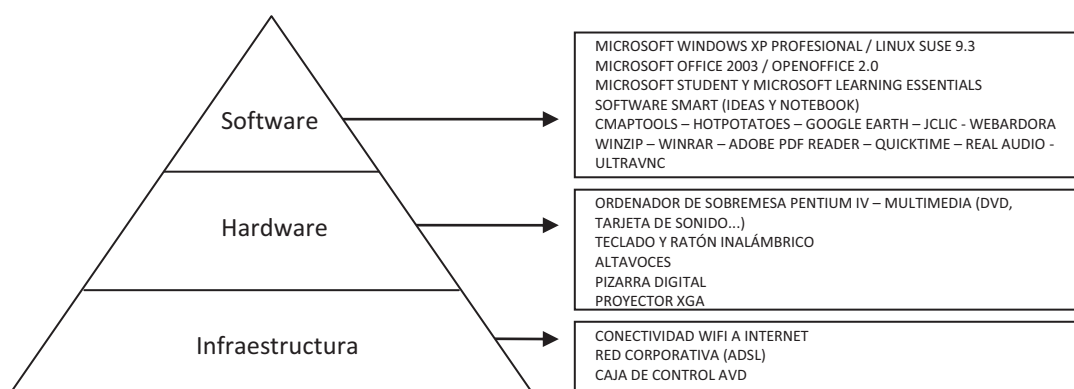 Software
MICROSOFT WINDOWS XP PROFESIONAL / LINUX SUSE 9.3
MICROSOFT OFFICE 2003 / OPENOFFICE 2.0
MICROSOFT STUDENT Y MICROSOFT LEARNING ESSENTIALS
SOFTWARE SMART (IDEAS Y NOTEBOOK)
CMAPTOOLS – HOTPOTATOES – GOOGLE EARTH – JCLIC - WEBARDORA
WINZIP – WINRAR – ADOBE PDF READER – QUICKTIME – REAL AUDIO -
ULTRAVNC
Hardware
ORDENADOR DE SOBREMESA PENTIUM IV – MULTIMEDIA (DVD,
TARJETA DE SONIDO...)
TECLADO Y RATÓN INALÁMBRICO
ALTAVOCES
PIZARRA DIGITAL
PROYECTOR XGA
Infraestructura
CONECTIVIDAD WIFI A INTERNET
RED CORPORATIVA (ADSL)
CAJA DE CONTROL AVD